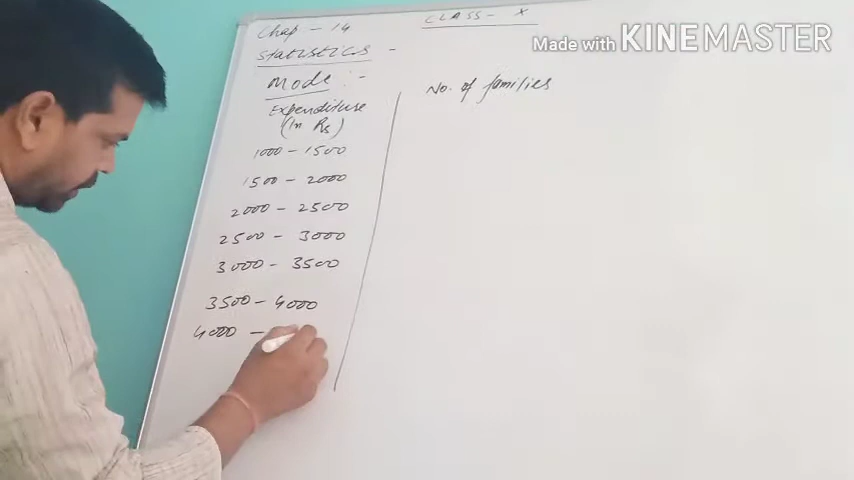 Chap - 14
CLASS - X
STATISTICS -
Mode :-
Expenditure
(In Rs)
No. of families
1000 - 1500
1500 - 2000
2000 - 2500
2500 - 3000
3000 - 3500
3500 - 4000
4000 -
Made with KINEMASTER